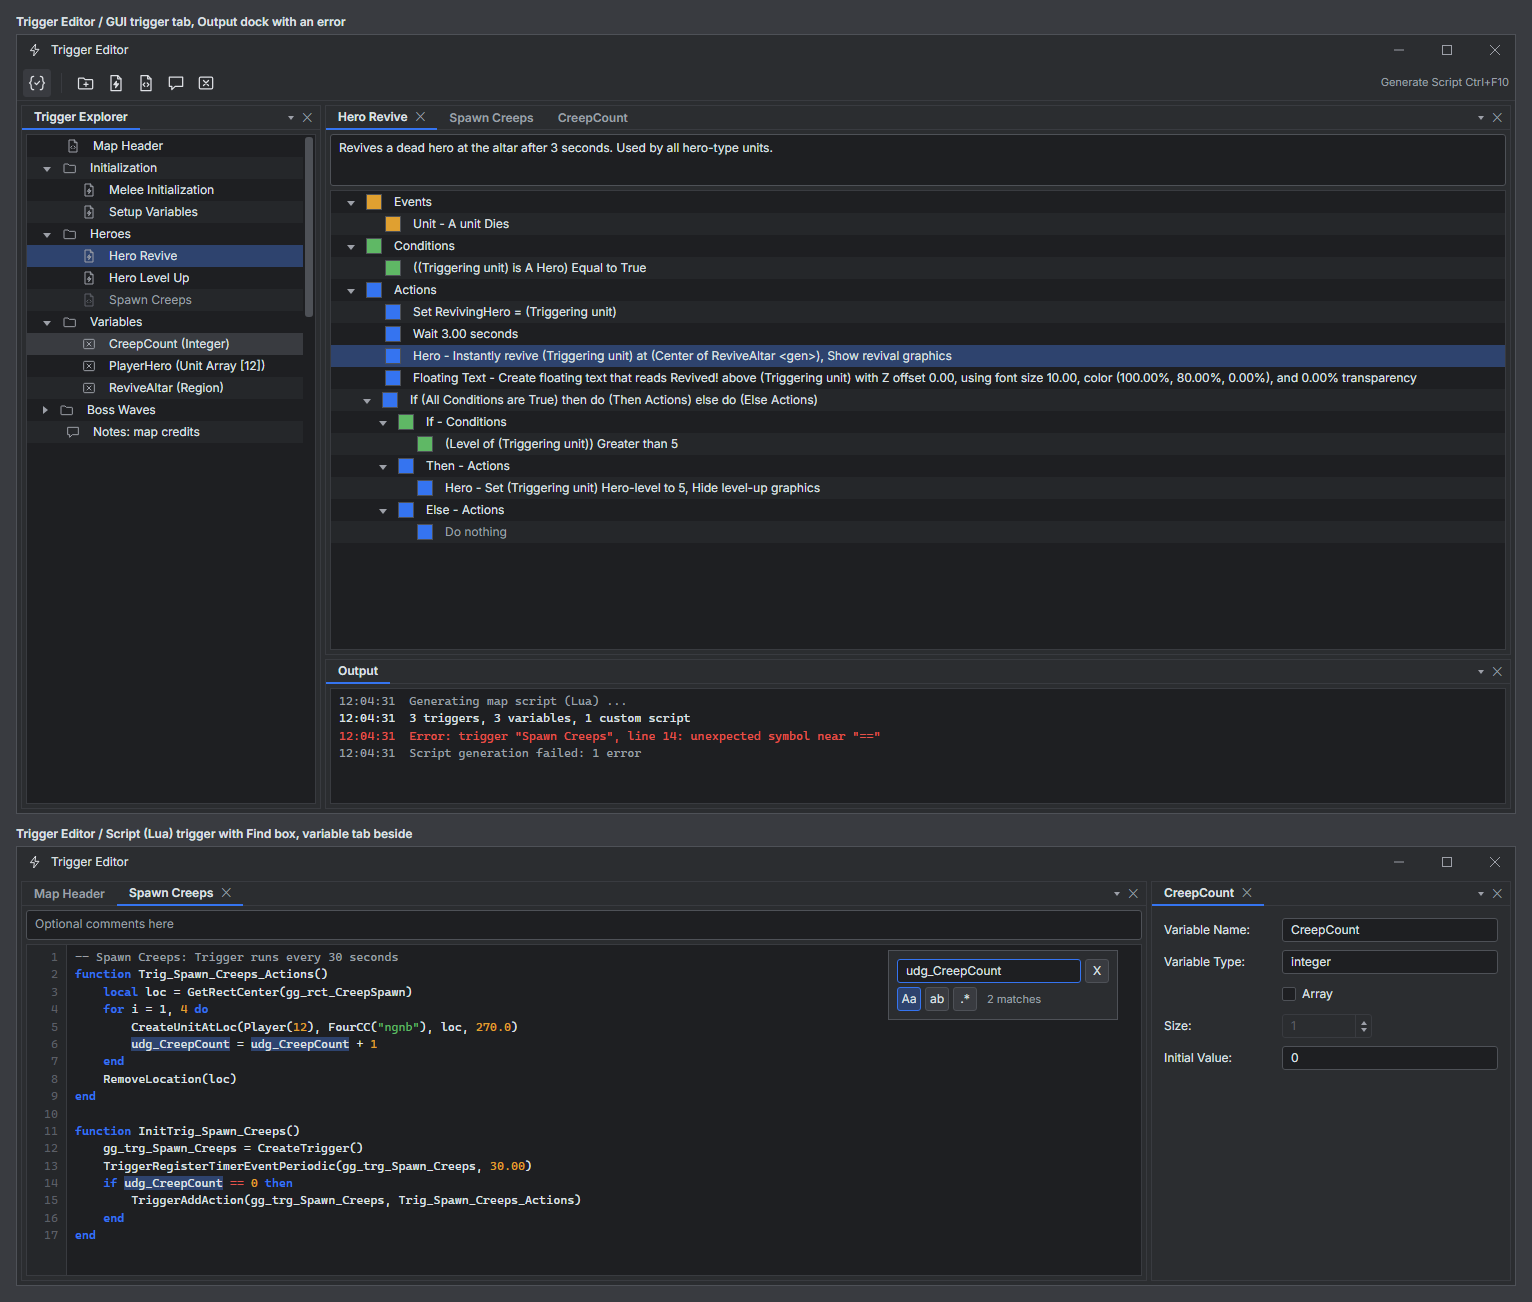 Trigger Editor / GUI trigger tab, Output dock with an error
Trigger Editor
Generate Script Ctrl+F10
Trigger Explorer
Map Header
Initialization
Melee Initialization
Setup Variables
Heroes
Hero Revive
Hero Level Up
Spawn Creeps
Variables
CreepCount (Integer)
PlayerHero (Unit Array [12])
ReviveAltar (Region)
Boss Waves
Notes: map credits
Hero Revive
Spawn Creeps
CreepCount
Revives a dead hero at the altar after 3 seconds. Used by all hero-type units.
Events
Unit - A unit Dies
Conditions
((Triggering unit) is A Hero) Equal to True
Actions
Set RevivingHero = (Triggering unit)
Wait 3.00 seconds
Hero - Instantly revive (Triggering unit) at (Center of ReviveAltar <gen>), Show revival graphics
Floating Text - Create floating text that reads Revived! above (Triggering unit) with Z offset 0.00, using font size 10.00, color (100.00%, 80.00%, 0.00%), and 0.00% transparency
If (All Conditions are True) then do (Then Actions) else do (Else Actions)
If - Conditions
(Level of (Triggering unit)) Greater than 5
Then - Actions
Hero - Set (Triggering unit) Hero-level to 5, Hide level-up graphics
Else - Actions
Do nothing
Output
12:04:31 Generating map script (Lua) ...
12:04:31 3 triggers, 3 variables, 1 custom script
12:04:31 Error: trigger "Spawn Creeps", line 14: unexpected symbol near "=="
12:04:31 Script generation failed: 1 error
Trigger Editor / Script (Lua) trigger with Find box, variable tab beside
Trigger Editor
Map Header
Spawn Creeps
Optional comments here
1 -- Spawn Creeps: Trigger runs every 30 seconds
2 function Trig_Spawn_Creeps_Actions()
3 local loc = GetRectCenter(gg_rct_CreepSpawn)
4 for i = 1, 4 do
5 CreateUnitAtLoc(Player(12), FourCC("ngnb"), loc, 270.0)
6 udg_CreepCount = udg_CreepCount + 1
7 end
8 RemoveLocation(loc)
9 end
10
11 function InitTrig_Spawn_Creeps()
12 gg_trg_Spawn_Creeps = CreateTrigger()
13 TriggerRegisterTimerEventPeriodic(gg_trg_Spawn_Creeps, 30.00)
14 if udg_CreepCount == 0 then
15 TriggerAddAction(gg_trg_Spawn_Creeps, Trig_Spawn_Creeps_Actions)
16 end
17 end
udg_CreepCount
X
Aa
ab
.*
2 matches
CreepCount
Variable Name:
CreepCount
Variable Type:
integer
Array
Size:
1
Initial Value:
0